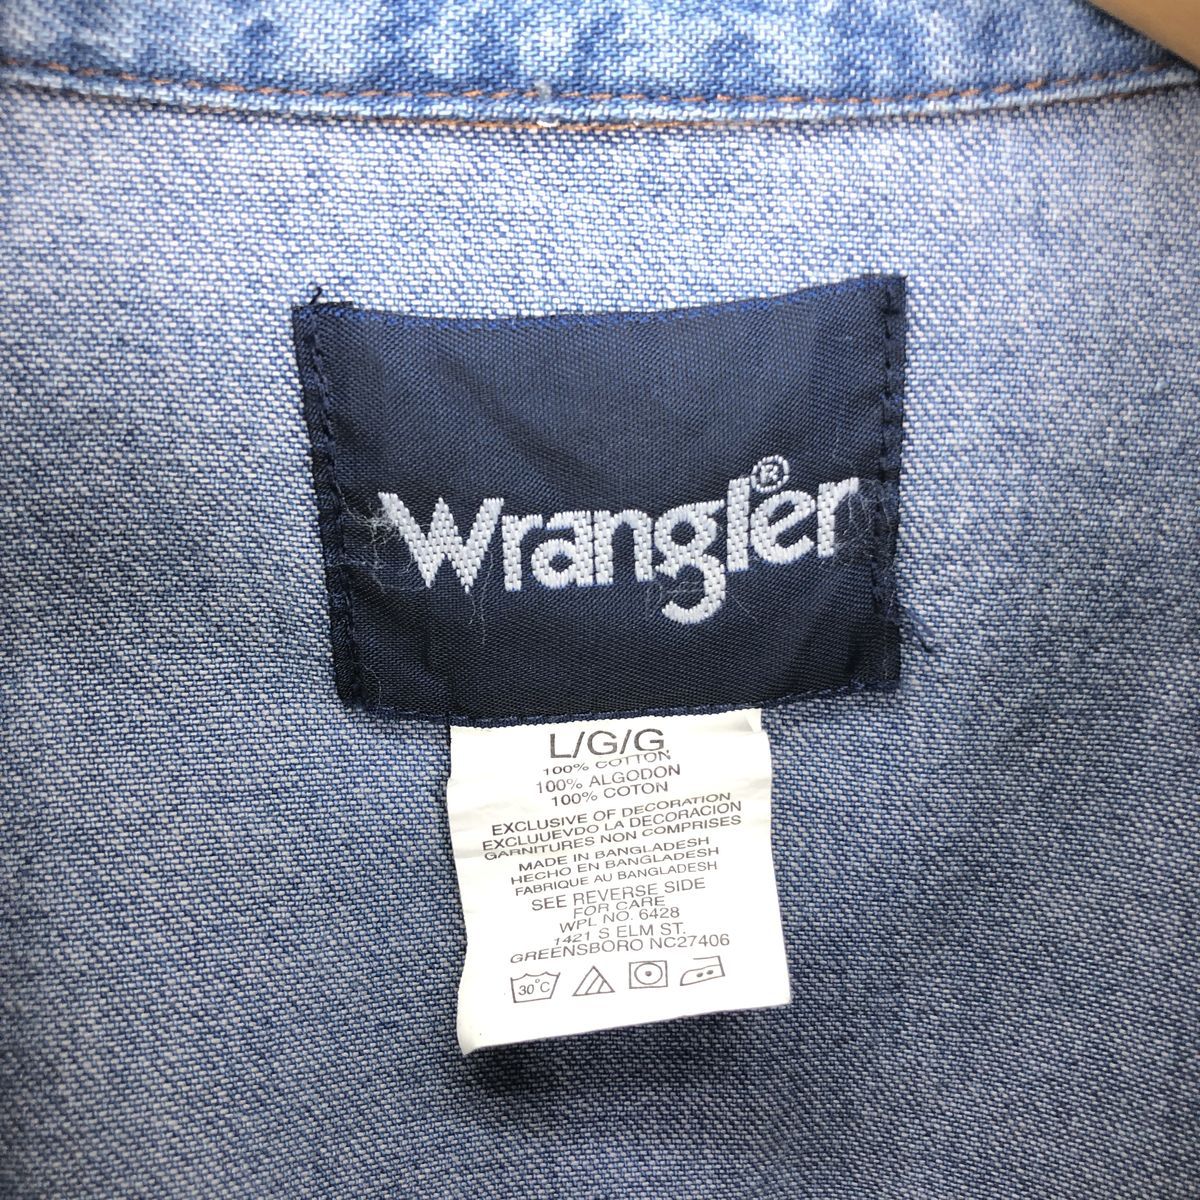 Wrangler®
L/G/G
100% COTTON
100% ALGODON
100% COTON
EXCLUSIVE OF DECORATION
EXCLUUEVDO LA DECORACION
GARNITURES NON COMPRISES
MADE IN BANGLADESH
HECHO EN BANGLADESH
FABRIQUE AU BANGLADESH
SEE REVERSE SIDE
FOR CARE
WPL NO. 6428
1421 S ELM ST.
GREENSBORO NC27406
30°C